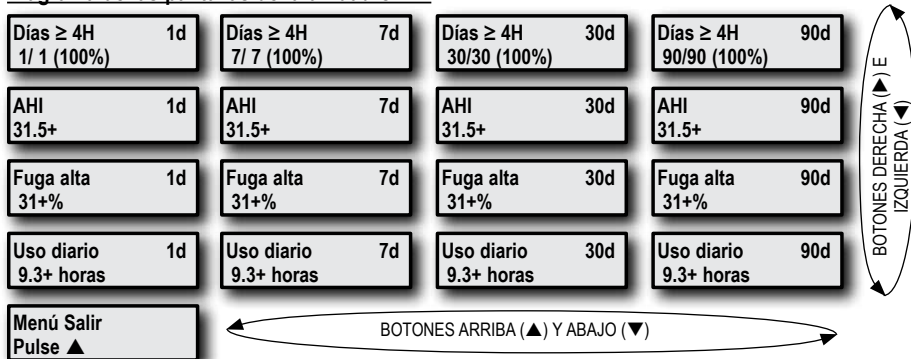 Días ≥ 4H 1d
1/ 1 (100%)
Días ≥ 4H 7d
7/ 7 (100%)
Días ≥ 4H 30d
30/30 (100%)
Días ≥ 4H 90d
90/90 (100%)
AHI 1d
31.5+
AHI 7d
31.5+
AHI 30d
31.5+
AHI 90d
31.5+
Fuga alta 1d
31+%
Fuga alta 7d
31+%
Fuga alta 30d
31+%
Fuga alta 90d
31+%
Uso diario 1d
9.3+ horas
Uso diario 7d
9.3+ horas
Uso diario 30d
9.3+ horas
Uso diario 90d
9.3+ horas
Menú Salir
Pulse ▲
BOTONES ARRIBA (▲) Y ABAJO (▼)
BOTONES DERECHA (▲) E
IZQUIERDA (▼)